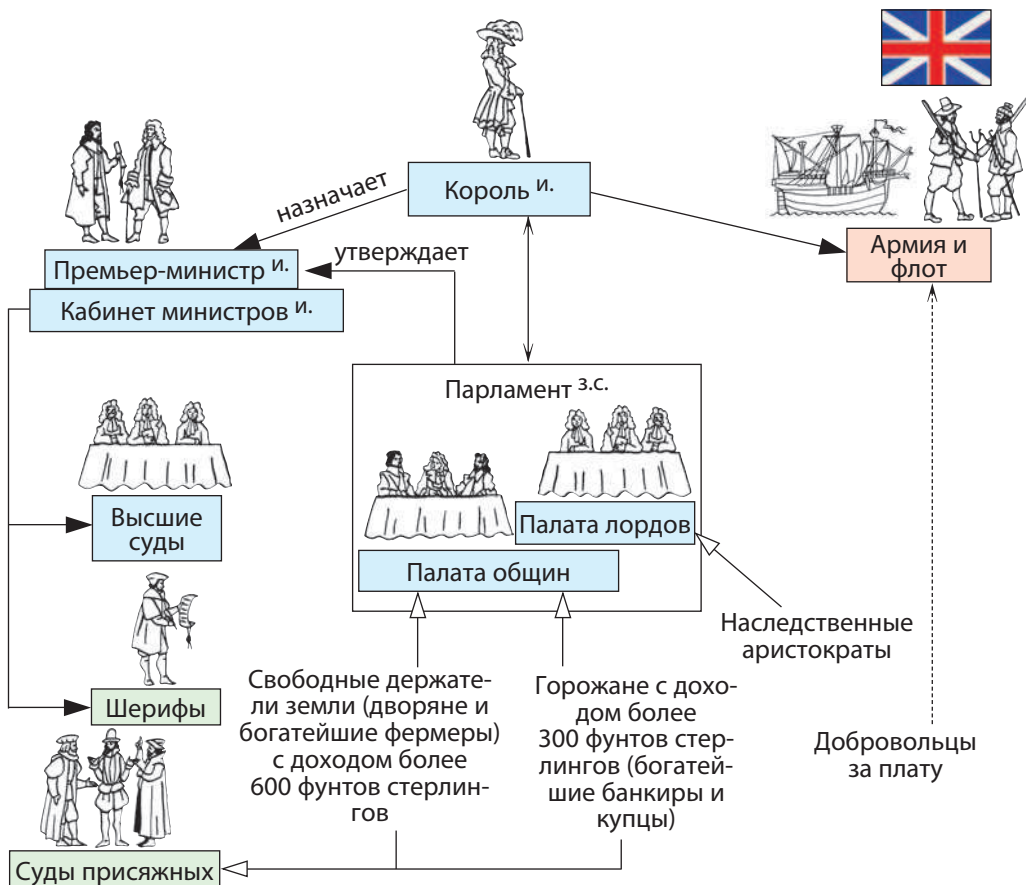 Король и.
назначает
утверждает
Премьер-министр и.
Кабинет министров и.
Армия и
флот
Парламент з.с.
Палата лордов
Палата общин
Высшие
суды
Наследственные
аристократы
Шерифы
Свободные держате-
ли земли (дворяне и
богатейшие фермеры)
с доходом более
600 фунтов стерлин-
гов
Горожане с дохо-
дом более
300 фунтов стер-
лингов (богатей-
шие банкиры и
купцы)
Добровольцы
за плату
Суды присяжных